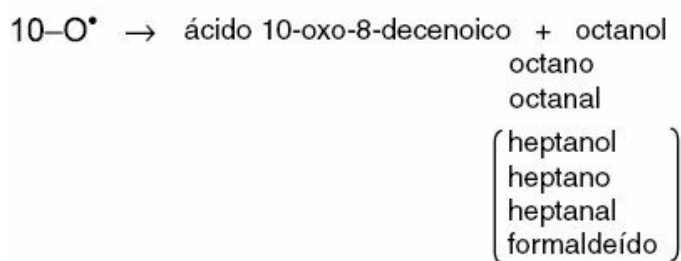 10–O• → ácido 10-oxo-8-decenoico + octanol
octano
octanal
heptanol
heptano
heptanal
formaldeído